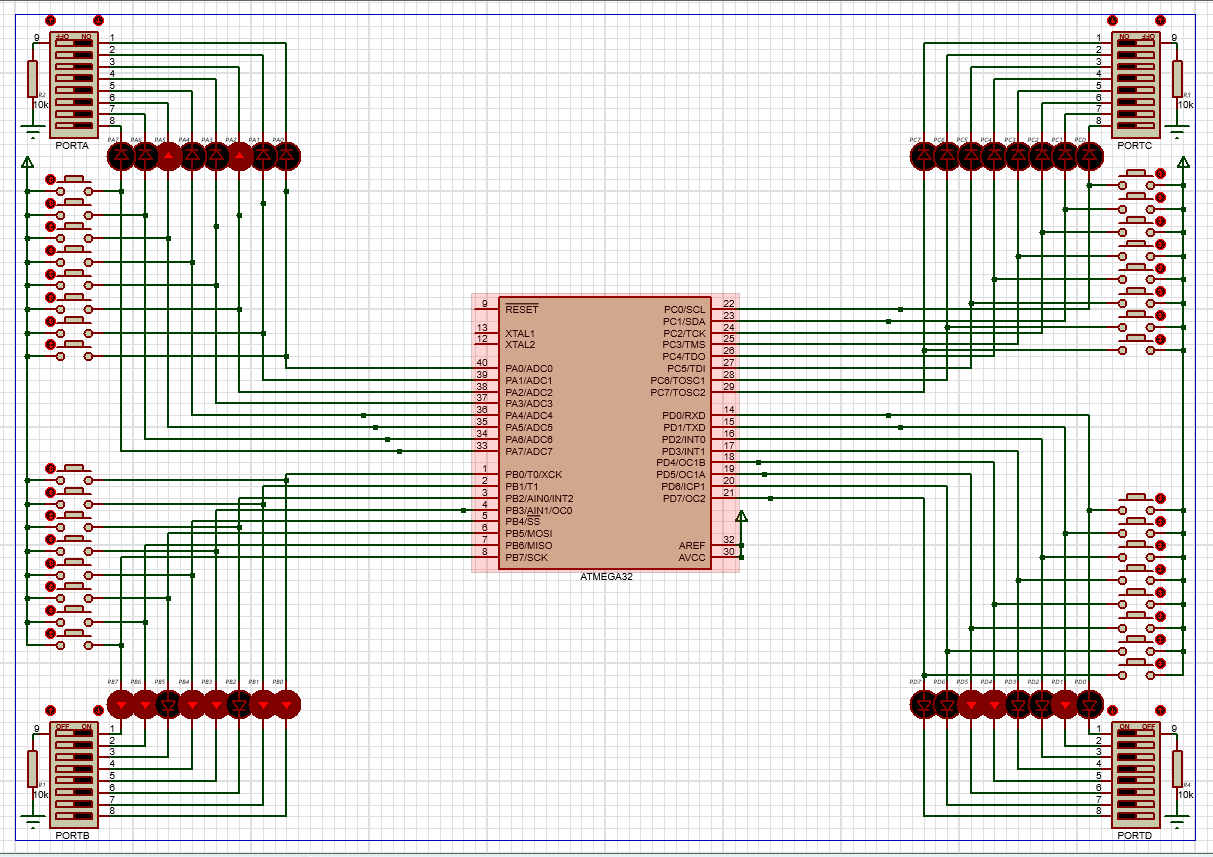 OFF ON
9
1
2
3
4
5
6
7
8
R2
10k
PORTA
PA7 PA6 PA5 PA4 PA3 PA2 PA1 PA0
ON OFF
1
2
3
4
5
6
7
8
9
R3
10k
PORTC
PC7 PC6 PC5 PC4 PC3 PC2 PC1 PC0
9 RESET
13 XTAL1
12 XTAL2
40 PA0/ADC0
39 PA1/ADC1
38 PA2/ADC2
37 PA3/ADC3
36 PA4/ADC4
35 PA5/ADC5
34 PA6/ADC6
33 PA7/ADC7
1 PB0/T0/XCK
2 PB1/T1
3 PB2/AIN0/INT2
4 PB3/AIN1/OC0
5 PB4/SS
6 PB5/MOSI
7 PB6/MISO
8 PB7/SCK
PC0/SCL 22
PC1/SDA 23
PC2/TCK 24
PC3/TMS 25
PC4/TDO 26
PC5/TDI 27
PC6/TOSC1 28
PC7/TOSC2 29
PD0/RXD 14
PD1/TXD 15
PD2/INT0 16
PD3/INT1 17
PD4/OC1B 18
PD5/OC1A 19
PD6/ICP1 20
PD7/OC2 21
AREF 32
AVCC 30
ATMEGA32
PB7 PB6 PB5 PB4 PB3 PB2 PB1 PB0
OFF ON
9
1
2
3
4
5
6
7
8
R1
10k
PORTB
PD7 PD6 PD5 PD4 PD3 PD2 PD1 PD0
ON OFF
1
2
3
4
5
6
7
8
9
R4
10k
PORTD